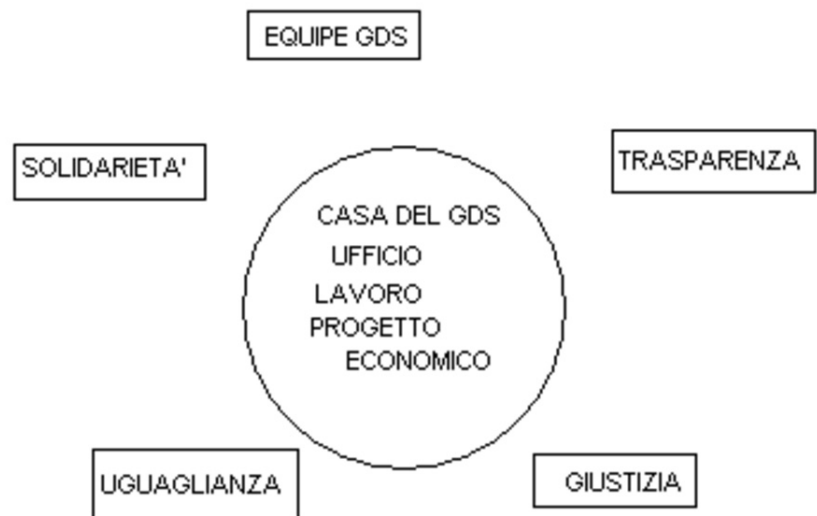 EQUIPE GDS
SOLIDARIETA'
TRASPARENZA
CASA DEL GDS
UFFICIO
LAVORO
PROGETTO
ECONOMICO
UGUAGLIANZA
GIUSTIZIA